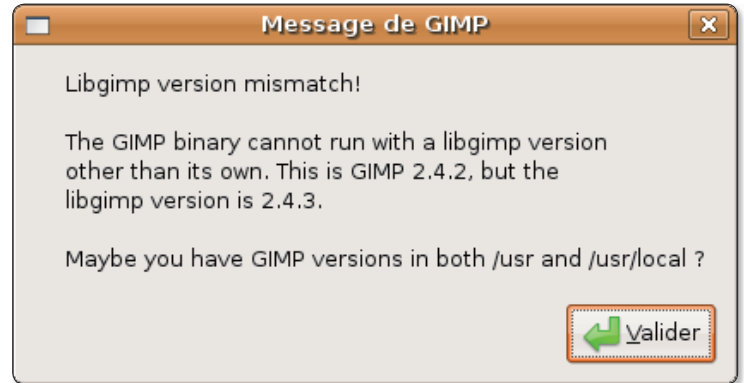 Message de GIMP
Libgimp version mismatch!
The GIMP binary cannot run with a libgimp version
other than its own. This is GIMP 2.4.2, but the
libgimp version is 2.4.3.
Maybe you have GIMP versions in both /usr and /usr/local ?
Valider